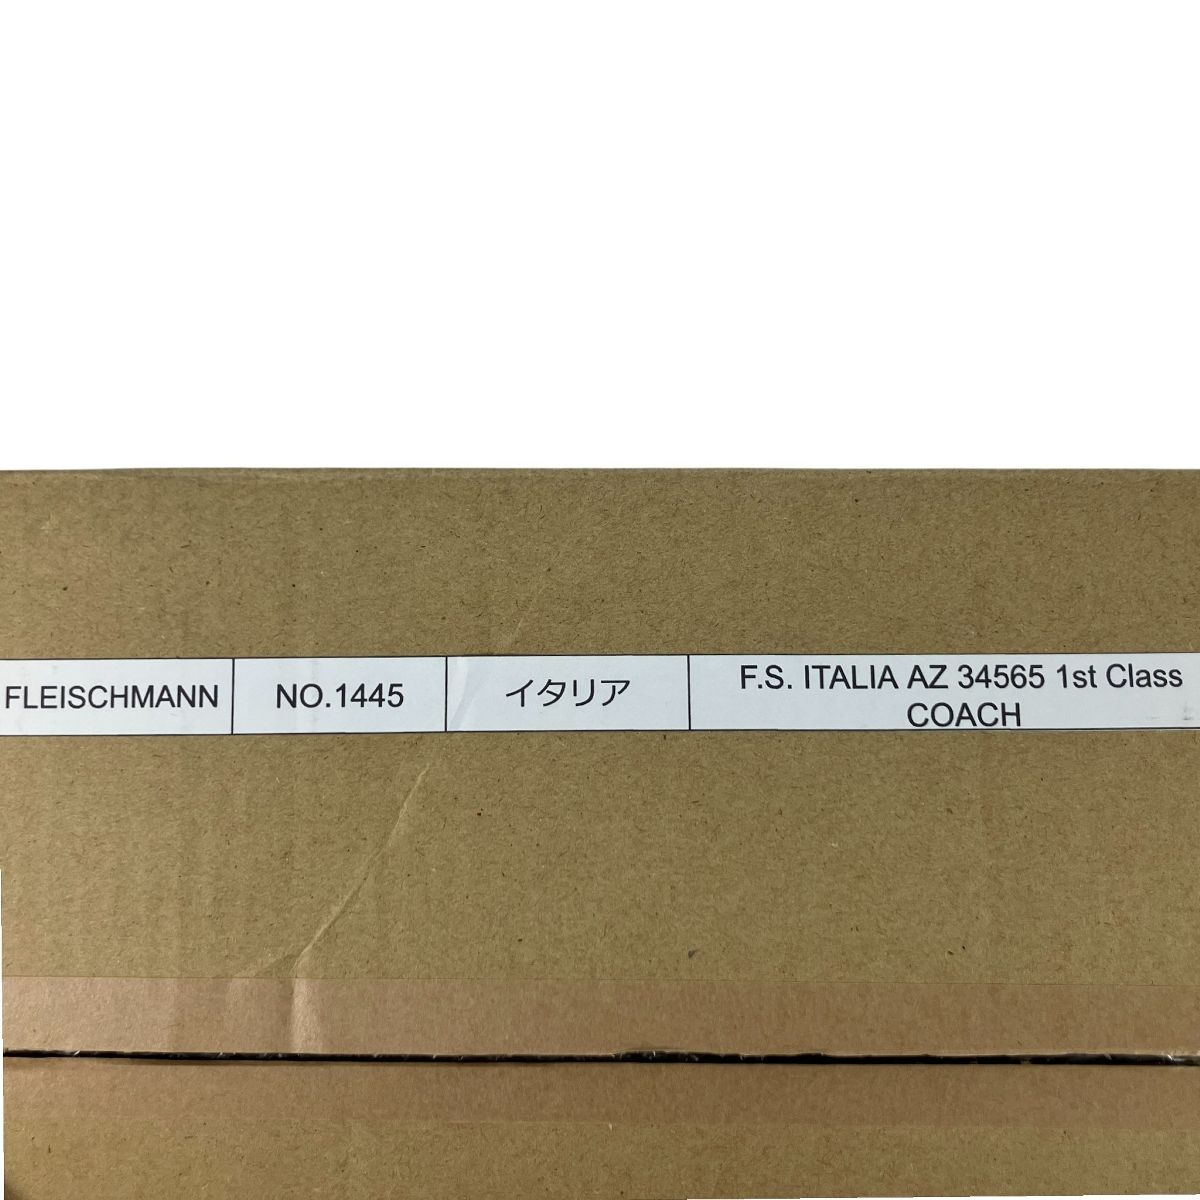 FLEISCHMANN NO.1445 イタリア F.S. ITALIA AZ 34565 1st Class
COACH